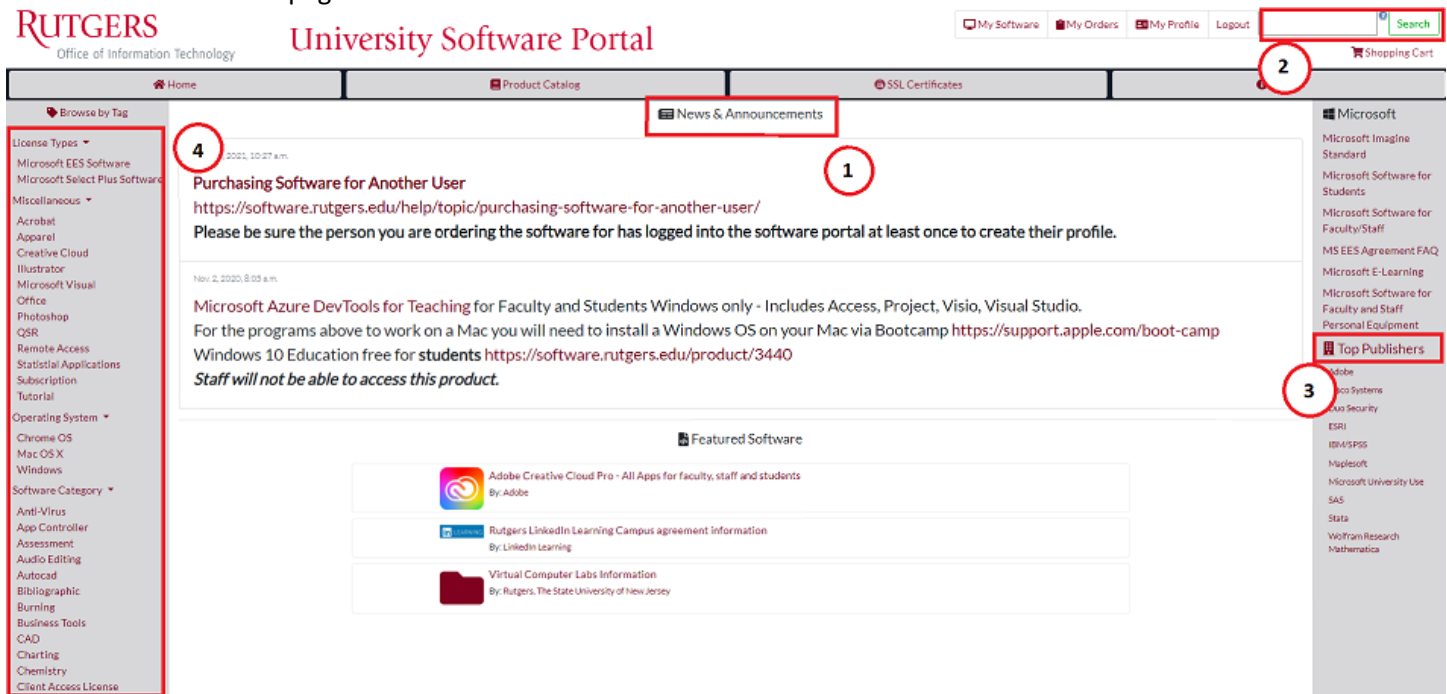 pag
RUTGERS
Office of Information Technology
University Software Portal
My Software
My Orders
My Profile
Logout
Search
Shopping Cart
2
Home
Product Catalog
SSL Certificates
Browse by Tag
News & Announcements
Microsoft
License Types
Microsoft EES Software
Microsoft Select Plus Software
Miscellaneous
Acrobat
Apparel
Creative Cloud
Illustrator
Microsoft Visual
Office
Photoshop
QSR
Remote Access
Statistial Applications
Subscription
Tutorial
Operating System
Chrome OS
Mac OS X
Windows
Software Category
Anti-Virus
App Controller
Assessment
Audio Editing
Autocad
Bibliographic
Burning
Business Tools
CAD
Charting
Chemistry
Client Access License
4
1
2021, 10:27 a.m.
Purchasing Software for Another User
https://software.rutgers.edu/help/topic/purchasing-software-for-another-user/
Please be sure the person you are ordering the software for has logged into the software portal at least once to create their profile.
Nov. 2, 2020, 8:03 a.m.
Microsoft Azure DevTools for Teaching for Faculty and Students Windows only - Includes Access, Project, Visio, Visual Studio.
For the programs above to work on a Mac you will need to install a Windows OS on your Mac via Bootcamp https://support.apple.com/boot-camp
Windows 10 Education free for students https://software.rutgers.edu/product/3440
Staff will not be able to access this product.
Featured Software
Adobe Creative Cloud Pro - All Apps for faculty, staff and students
By: Adobe
LEARNING
Rutgers LinkedIn Learning Campus agreement information
By: LinkedIn Learning
Virtual Computer Labs Information
By: Rutgers, The State University of New Jersey
Microsoft Imagine
Standard
Microsoft Software for
Students
Microsoft Software for
Faculty/Staff
MS EES Agreement FAQ
Microsoft E-Learning
Microsoft Software for
Faculty and Staff
Personal Equipment
Top Publishers
3
Adobe
Systems
Duo Security
ESRI
IBM/SPSS
Maplesoft
Microsoft University Use
SAS
Stata
Wolfram Research
Mathematica